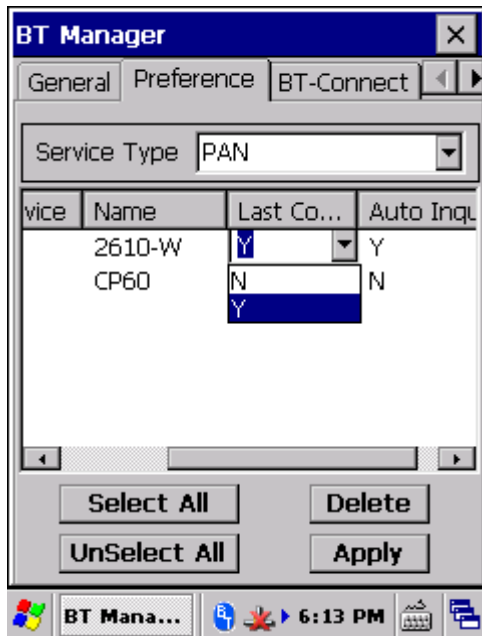 BT Manager
General Preference BT-Connect
Service Type PAN
vice Name Last Co... Auto Inqu
2610-W Y Y
CP60 N N
Y
Select All Delete
UnSelect All Apply
BT Mana... 6:13 PM